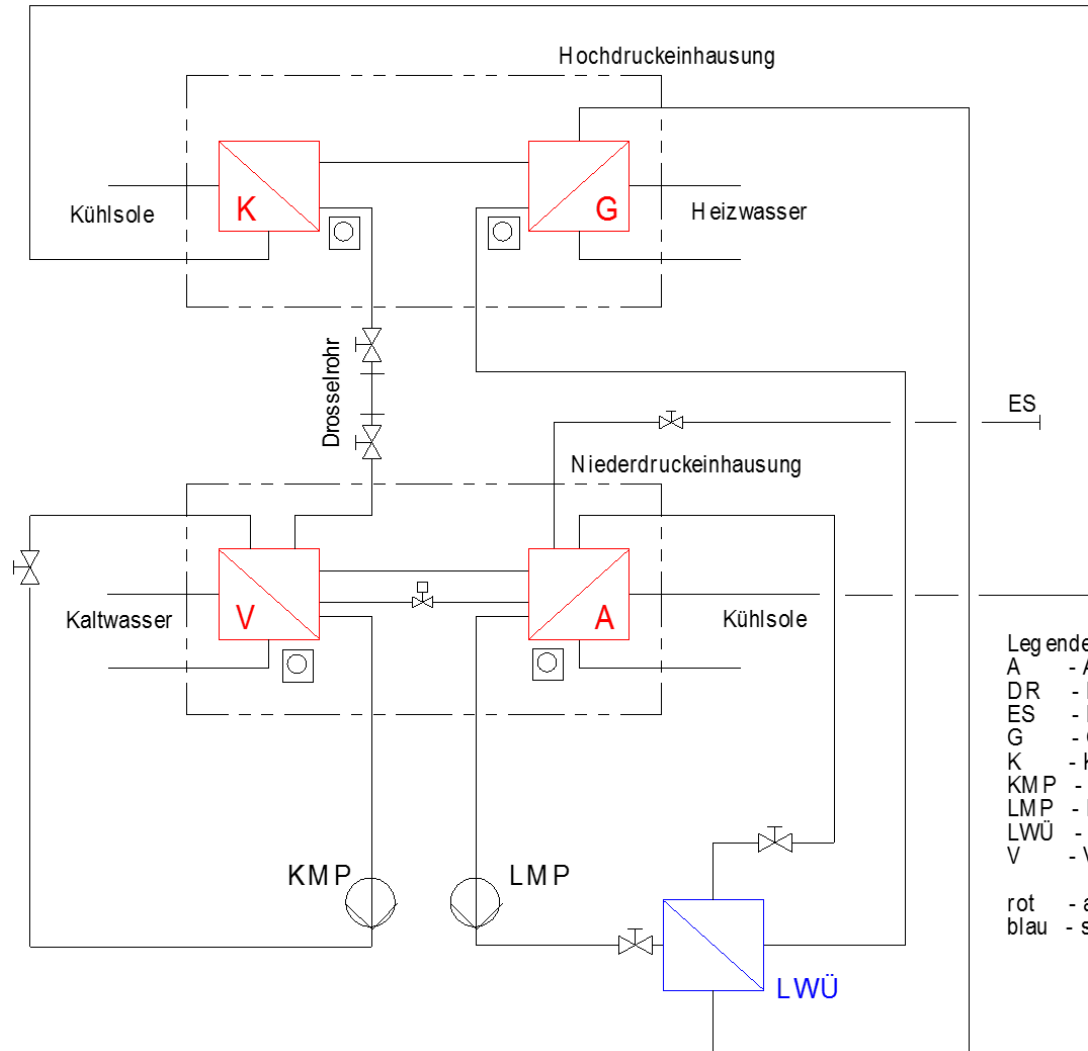 Hochdruckeinhausung
K
G
Kühlsole
Heizwasser
Drosselrohr
ES
Niederdruckeinhausung
V
A
Kaltwasser
Kühlsole
Legende
A -
DR -
ES -
G -
K -
KMP -
LMP -
LWÜ -
V -
rot -
blau -
KMP
LMP
LWÜ